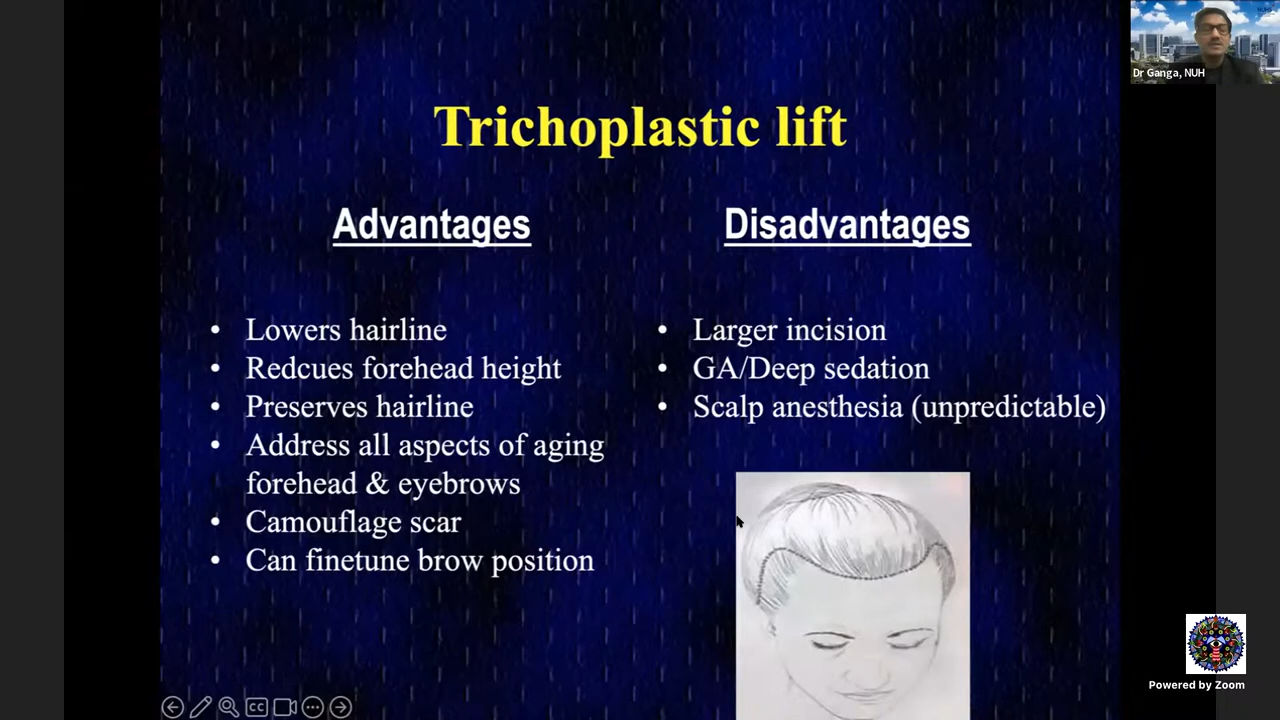 Dr Ganga, NUH
Trichoplastic lift
Advantages
• Lowers hairline
• Redcues forehead height
• Preserves hairline
• Address all aspects of aging
forehead & eyebrows
• Camouflage scar
• Can finetune brow position
Disadvantages
• Larger incision
• GA/Deep sedation
• Scalp anesthesia (unpredictable)
CC
Powered by Zoom